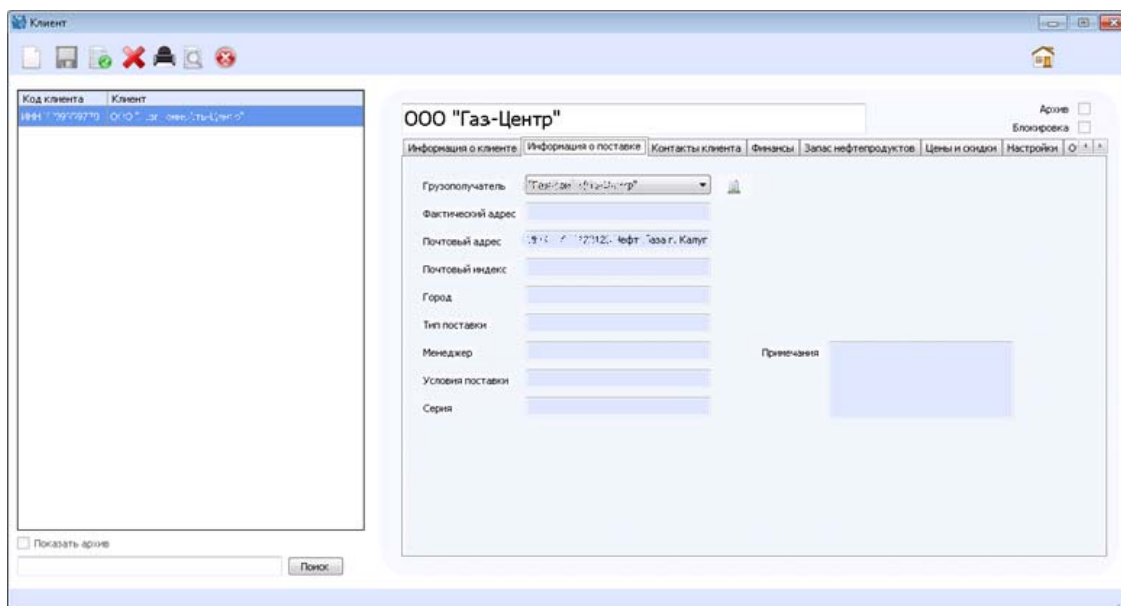 Клиент
Код клиента Клиент
ИНН
ООО "Газ-Центр"
Архив
Блокировка
Информация о клиенте Информация о поставке Контакты клиента Финансы Запас нефтепродуктов Цены и скидки Настройки О
Грузополучатель
Фактический адрес
Почтовый адрес г. Калуг
Почтовый индекс
Город
Тип поставки
Менеджер Примечания
Условия поставки
Серия
Показать архив
Поиск